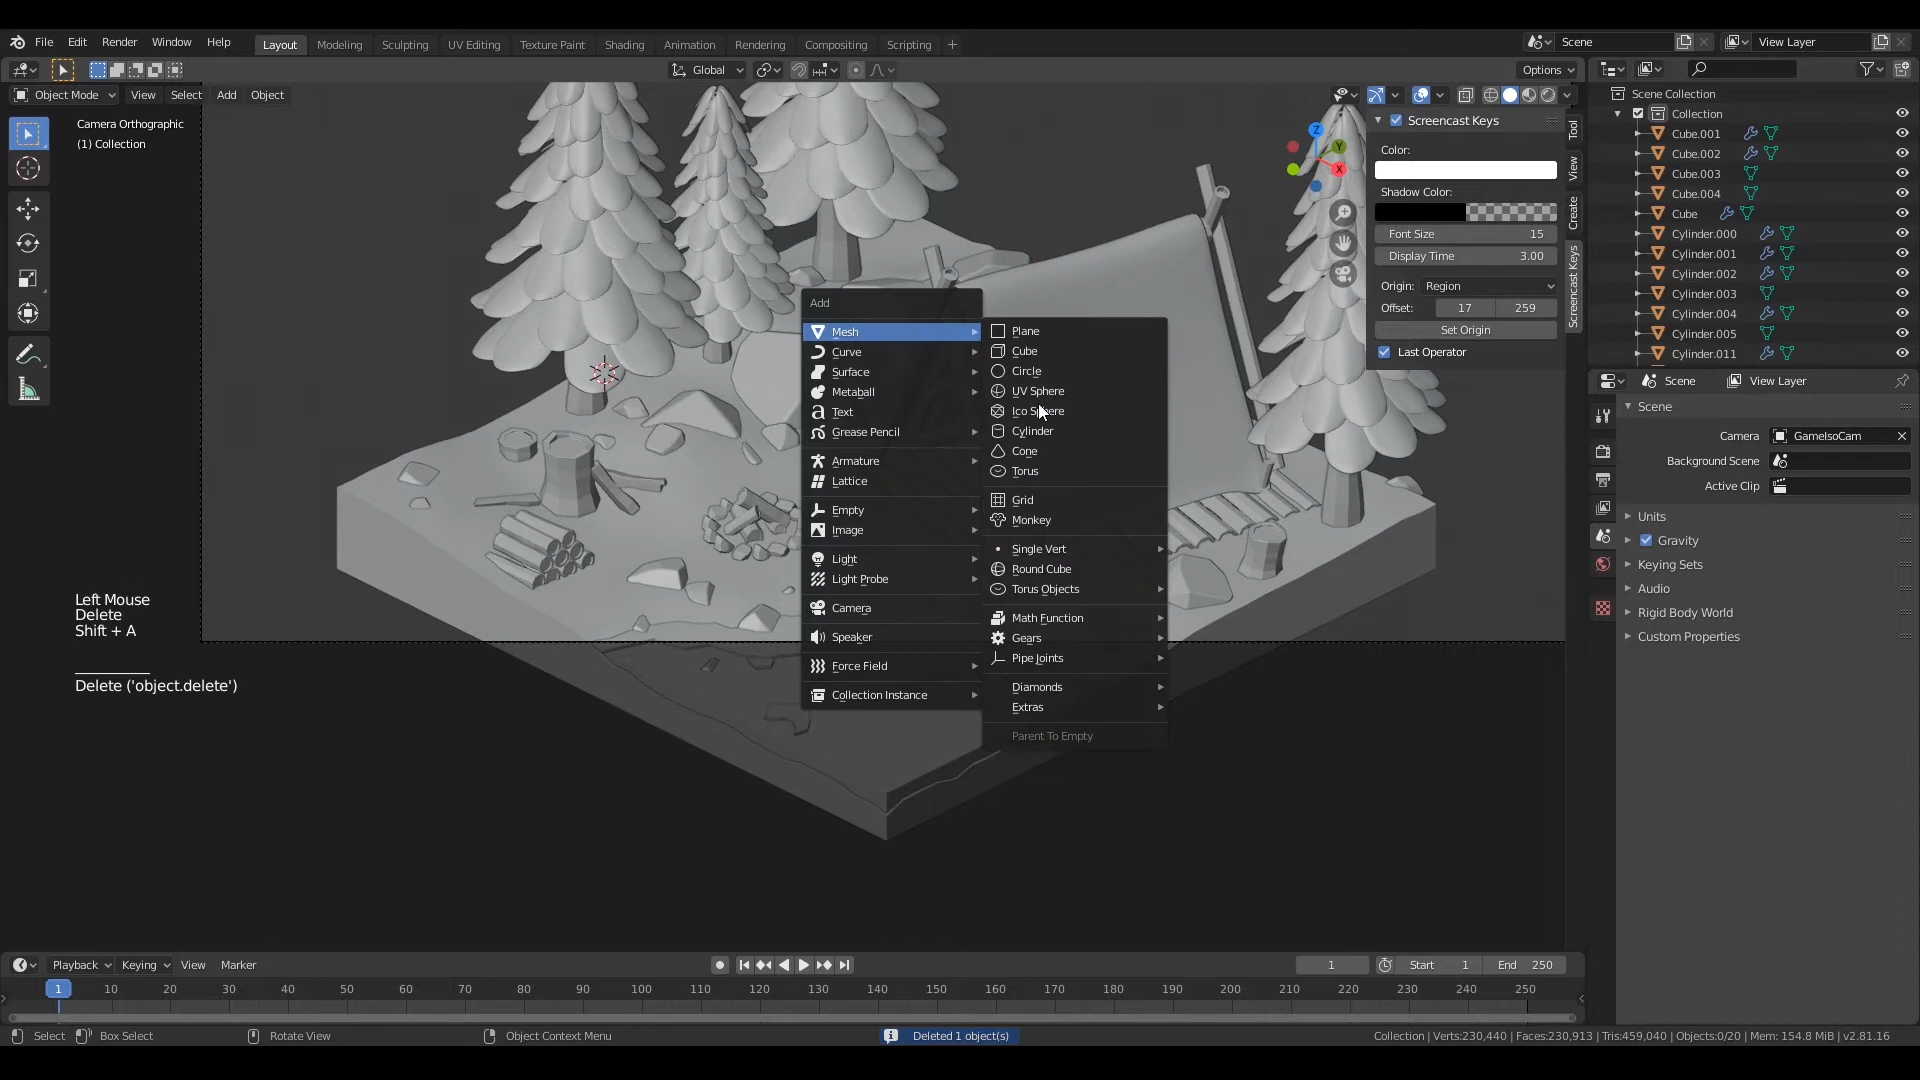 File Edit Render Window Help Layout Modeling Sculpting UV Editing Texture Paint Shading Animation Rendering Compositing Scripting Scene View Layer
Global Options
Object Mode View Select Add Object
Camera Orthographic
(1) Collection
Z
Y
X
Screencast Keys
Color:
Shadow Color:
Font Size 15
Display Time 3.00
Origin: Region
Offset: 17 259
Set Origin
Last Operator
Tool
View
Create
Screencast Keys
Add
Mesh
Curve
Surface
Metaball
Text
Grease Pencil
Armature
Lattice
Empty
Image
Light
Light Probe
Camera
Speaker
Force Field
Collection Instance
Plane
Cube
Circle
UV Sphere
Ico Sphere
Cylinder
Cone
Torus
Grid
Monkey
Single Vert
Round Cube
Torus Objects
Math Function
Gears
Pipe Joints
Diamonds
Extras
Parent To Empty
Left Mouse
Delete
Shift + A
Delete ('object.delete')
Scene Collection
Collection
Cube.001
Cube.002
Cube.003
Cube.004
Cube
Cylinder.000
Cylinder.001
Cylinder.002
Cylinder.003
Cylinder.004
Cylinder.005
Cylinder.011
Scene View Layer
Scene
Camera GameIsoCam
Background Scene
Active Clip
Units
Gravity
Keying Sets
Audio
Rigid Body World
Custom Properties
Playback Keying View Marker 1 Start 1 End 250
1 10 20 30 40 50 60 70 80 90 100 110 120 130 140 150 160 170 180 190 200 210 220 230 240 250
Select Box Select Rotate View Object Context Menu Deleted 1 object(s) Collection | Verts:230,440 | Faces:230,913 | Tris:459,040 | Objects:0/20 | Mem: 154.8 MiB | v2.81.16